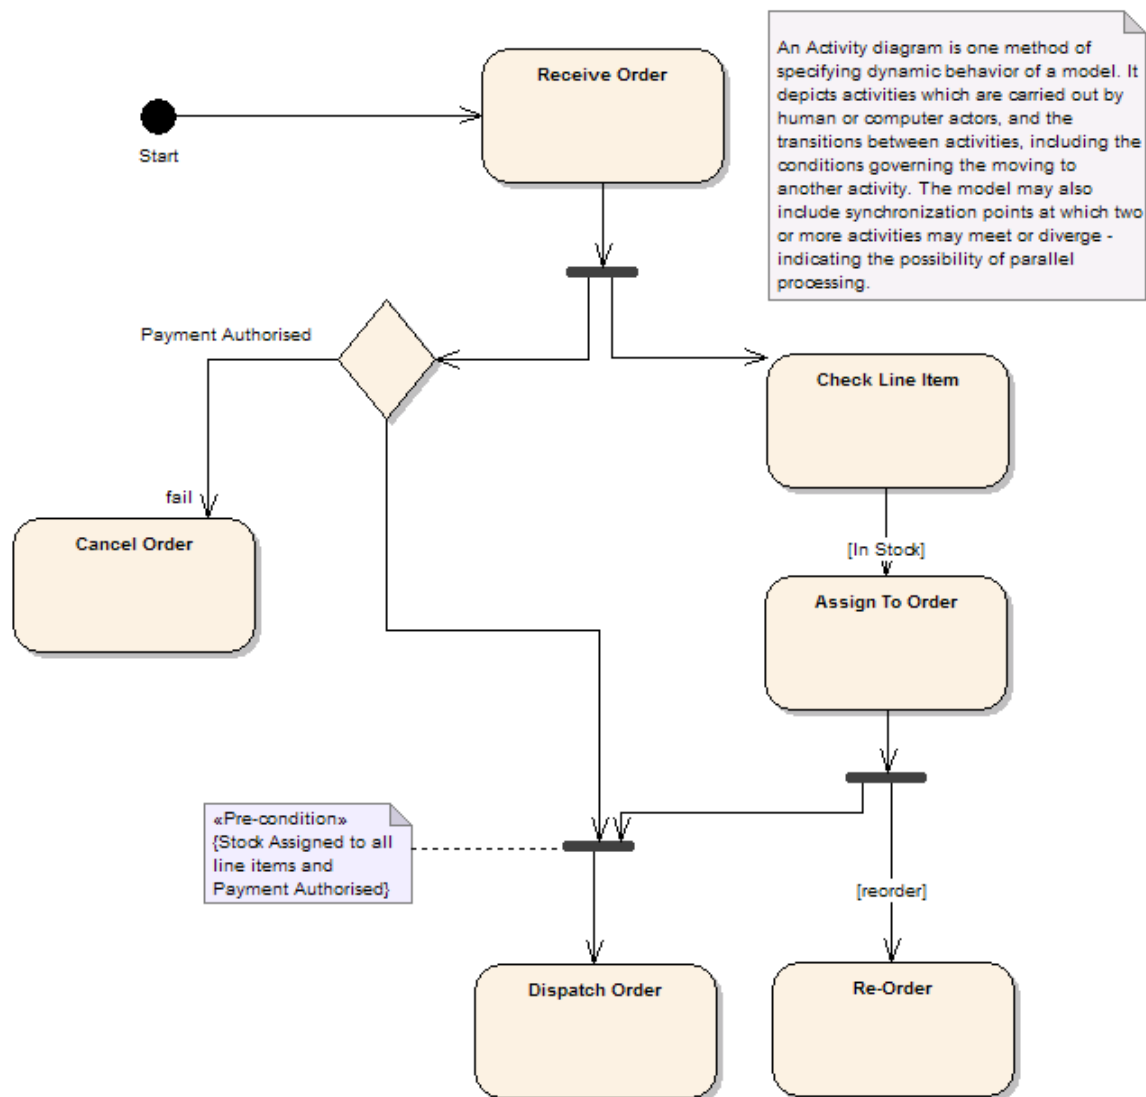 Receive Order
An Activity diagram is one method of
specifying dynamic behavior of a model. It
depicts activities which are carried out by
human or computer actors, and the
transitions between activities, including the
conditions governing the moving to
another activity. The model may also
include synchronization points at which two
or more activities may meet or diverge -
indicating the possibility of parallel
processing.
Start
Payment Authorised
Check Line Item
fail
Cancel Order
[In Stock]
Assign To Order
«Pre-condition»
{Stock Assigned to all
line items and
Payment Authorised}
[reorder]
Dispatch Order
Re-Order